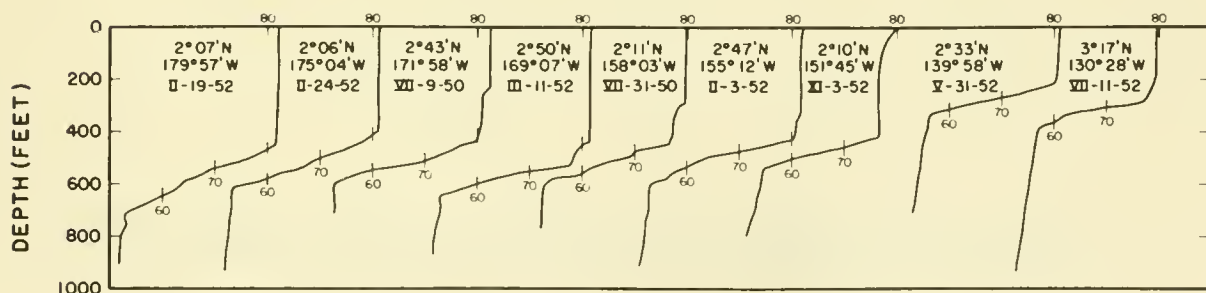 80 80 80 80 80 80 80 80 80
DEPTH (FEET)
0
200
400
600
800
1000
2°07'N
179°57'W
II-19-52
2°06'N
175°04'W
II-24-52
2°43'N
171°58'W
VII-9-50
2°50'N
169°07'W
III-11-52
2°11'N
158°03'W
VII-31-50
2°47'N
155°12'W
II-3-52
2°10'N
151°45'W
XI-3-52
2°33'N
139°58'W
V-31-52
3°17'N
130°28'W
VII-11-52
70 60
70 60
70 60
70 60
70 60
70 60
70 60
70 60
70 60